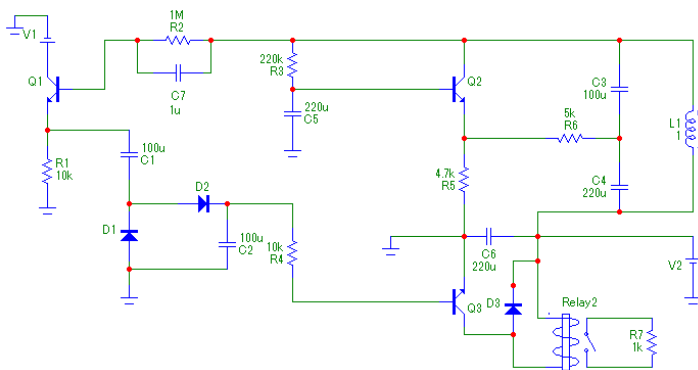 V1
1M
R2
Q1
C7
1u
220k
R3
220u
C5
Q2
5k
R6
C3
100u
L1
1
R1
10k
100u
C1
D2
4.7k
R5
C4
220u
D1
100u
C2
10k
R4
C6
220u
V2
Q3
D3
Relay2
R7
1k